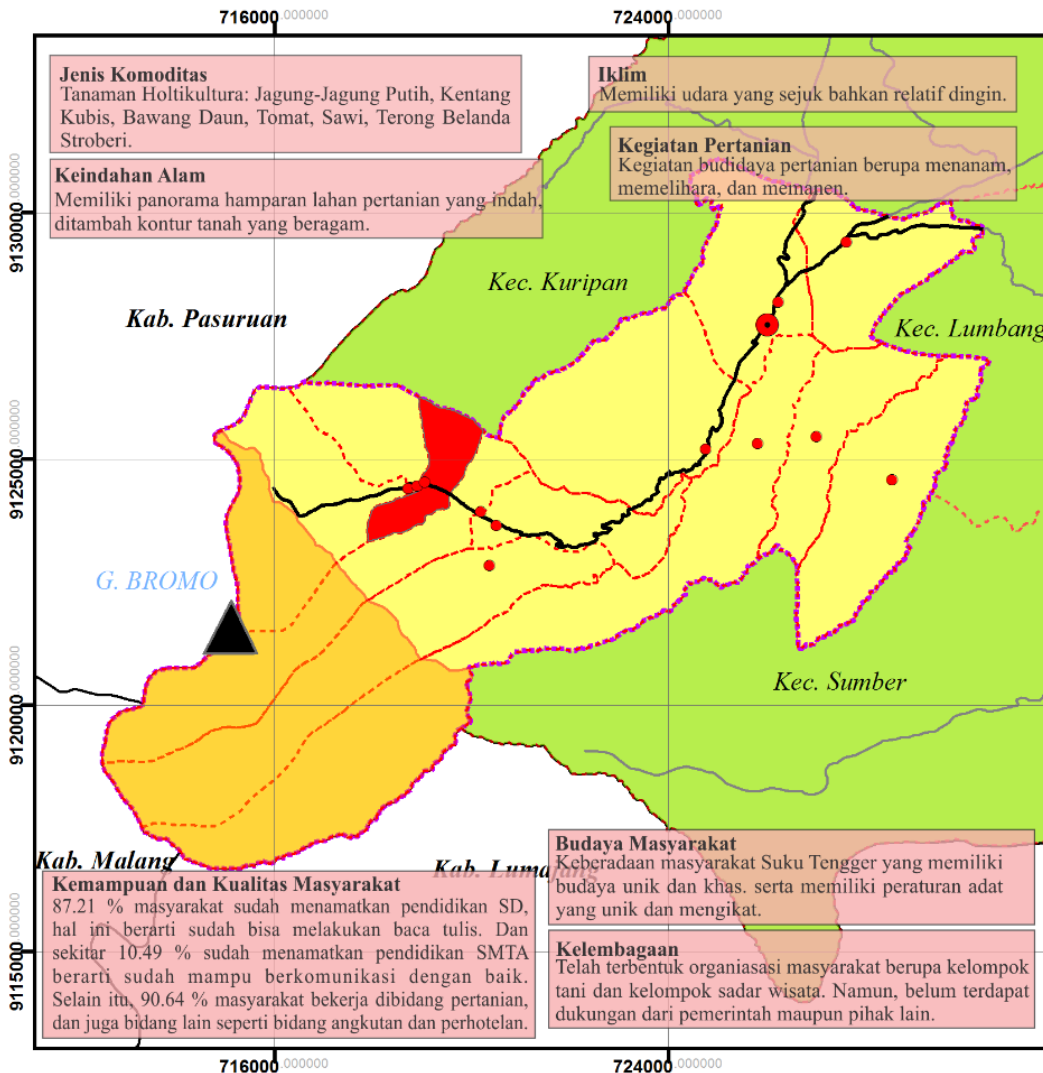 716000.000000
724000.000000
Jenis Komoditas
Tanaman Holtikultura: Jagung-Jagung Putih, Kentang
Kubis, Bawang Daun, Tomat, Sawi, Terong Belanda
Stroberi.
Iklim
Memiliki udara yang sejuk bahkan relatif dingin.
Kegiatan Pertanian
Kegiatan budidaya pertanian berupa menanam,
memelihara, dan memanen.
Keindahan Alam
Memiliki panorama hamparan lahan pertanian yang indah,
ditambah kontur tanah yang beragam.
9130000.000000
Kec. Kuripan
Kab. Pasuruan
Kec. Lumbang
9125000.000000
G. BROMO
Kec. Sumber
9120000.000000
Kab. Malang
Kab. Lumajang
Budaya Masyarakat
Keberadaan masyarakat Suku Tengger yang memiliki
budaya unik dan khas. serta memiliki peraturan adat
yang unik dan mengikat.
Kemampuan dan Kualitas Masyarakat
87.21 % masyarakat sudah menamatkan pendidikan SD,
hal ini berarti sudah bisa melakukan baca tulis. Dan
sekitar 10.49 % sudah menamatkan pendidikan SMTA
berarti sudah mampu berkomunikasi dengan baik.
Selain itu, 90.64 % masyarakat bekerja dibidang pertanian,
dan juga bidang lain seperti bidang angkutan dan perhotelan.
Kelembagaan
Telah terbentuk organiasasi masyarakat berupa kelompok
tani dan kelompok sadar wisata. Namun, belum terdapat
dukungan dari pemerintah maupun pihak lain.
9115000.000000
716000.000000
724000.000000